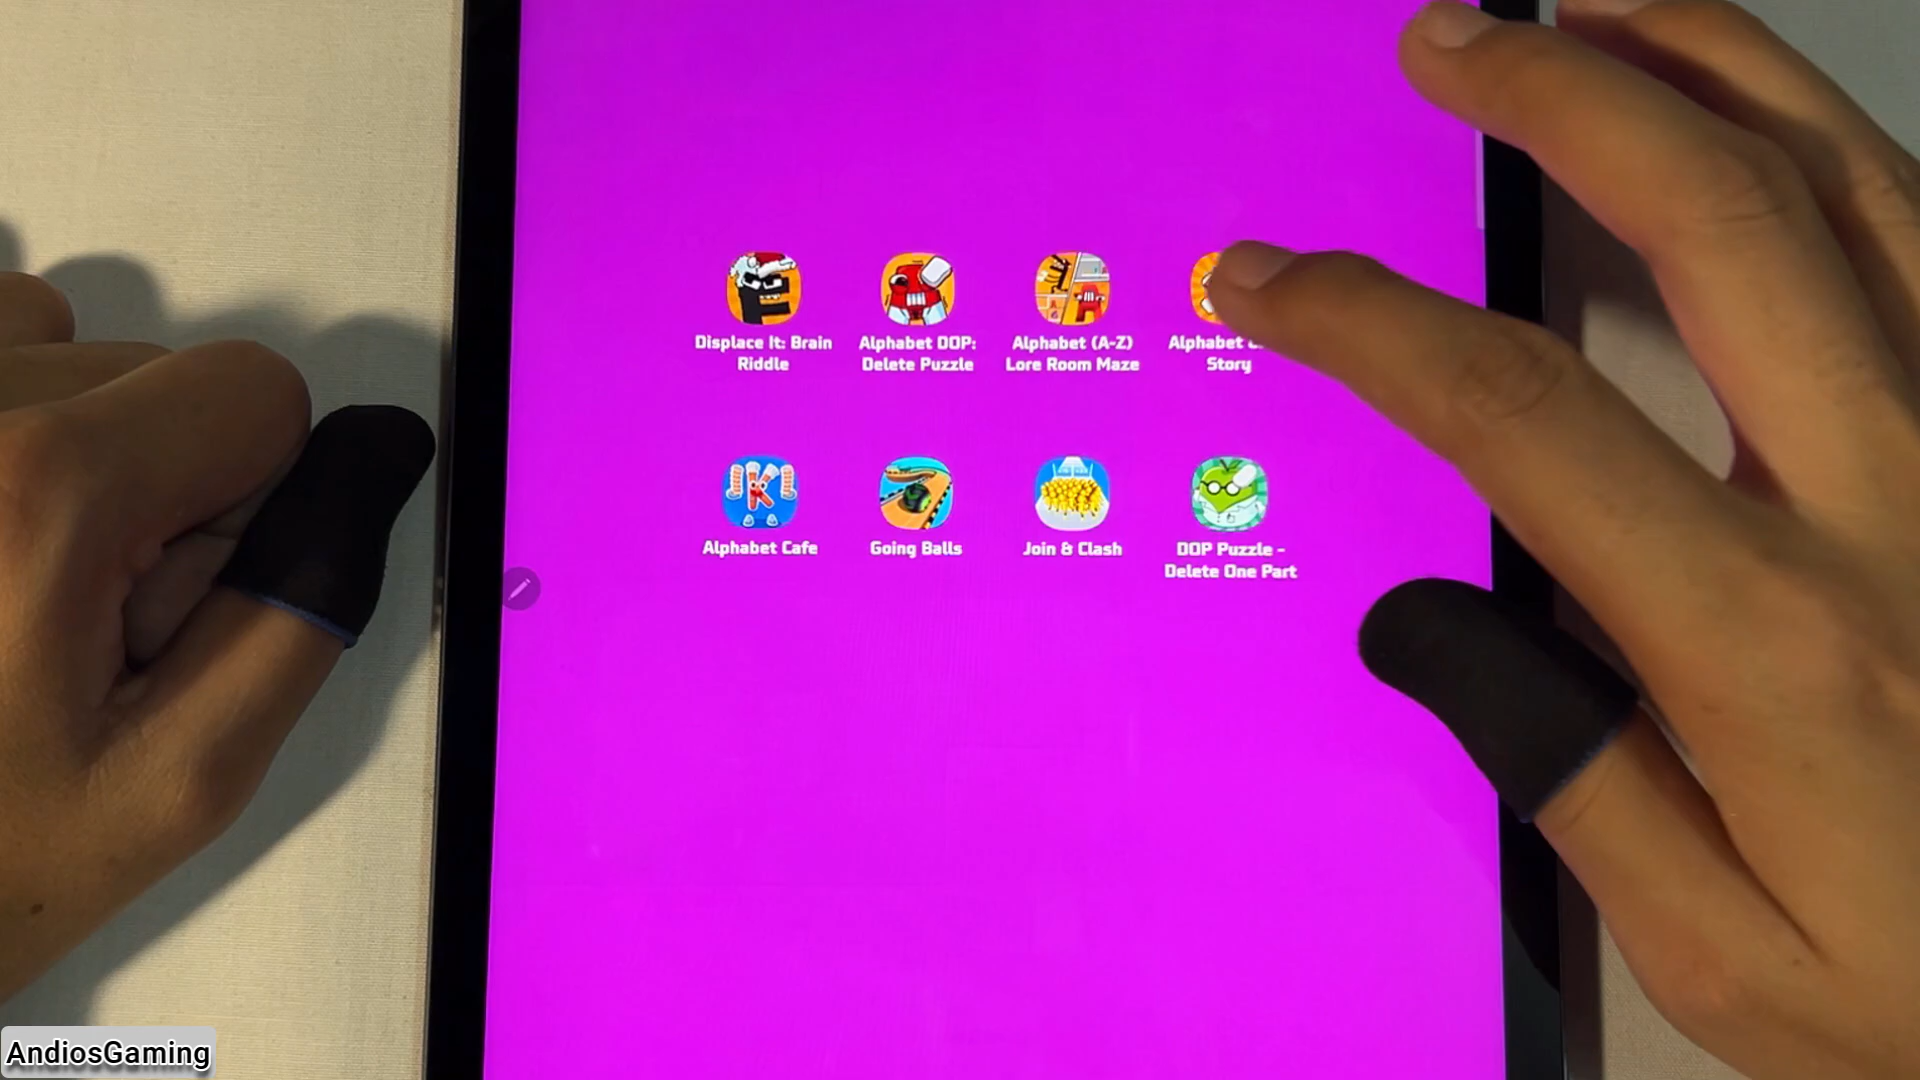 Displace It: Brain
Riddle
Alphabet DOP:
Delete Puzzle
Alphabet (A-Z)
Lore Room Maze
Alphabet
Story
Alphabet Cafe
Going Balls
Join & Clash
DOP Puzzle -
Delete One Part
AndiosGaming